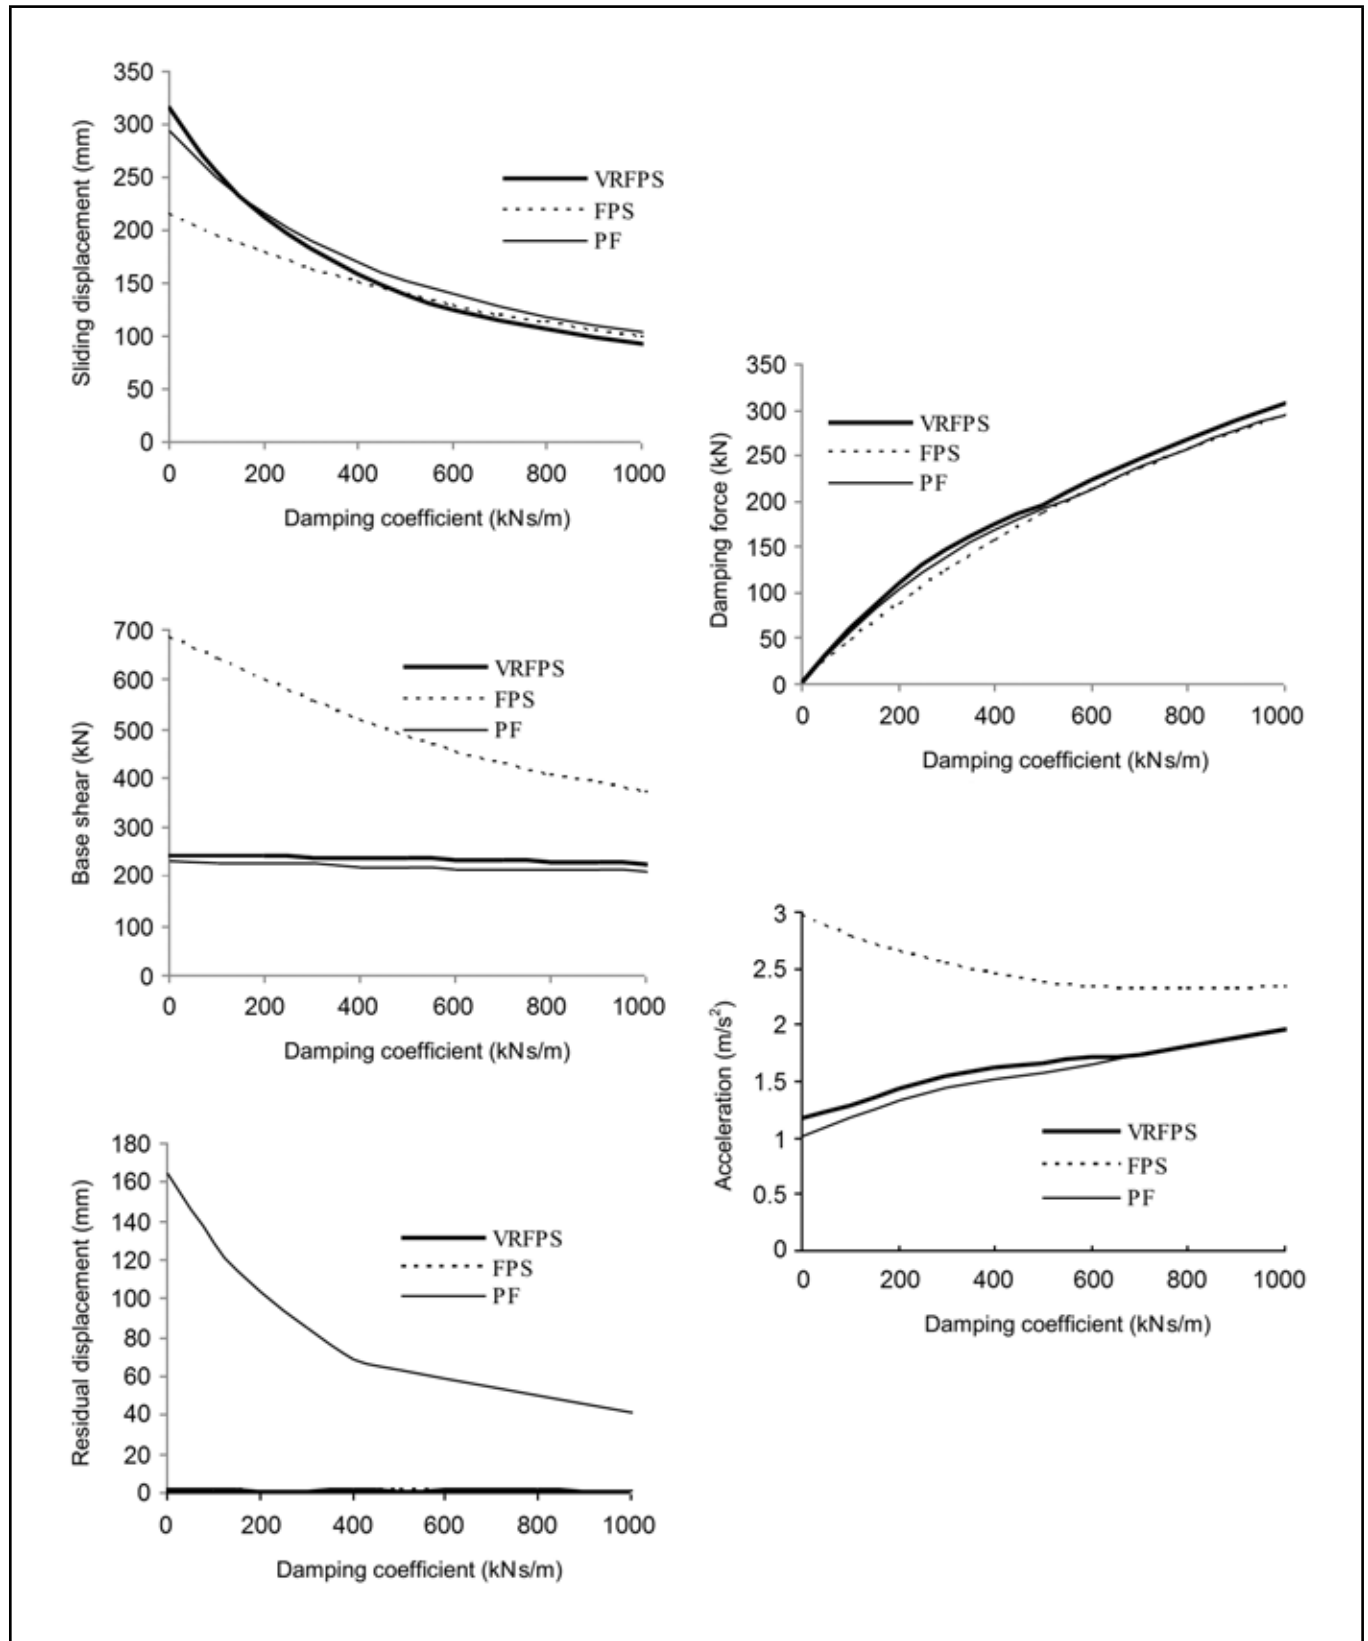 Sliding displacement (mm)
350
300
250
200
150
100
50
0
0 200 400 600 800 1000
Damping coefficient (kNs/m)
VRFPS
FPS
PF
Damping force (kN)
350
300
250
200
150
100
50
0
0 200 400 600 800 1000
Damping coefficient (kNs/m)
VRFPS
FPS
PF
Base shear (kN)
700
600
500
400
300
200
100
0
0 200 400 600 800 1000
Damping coefficient (kNs/m)
VRFPS
FPS
PF
Acceleration (m/s²)
3
2.5
2
1.5
1
0.5
0
0 200 400 600 800 1000
Damping coefficient (kNs/m)
VRFPS
FPS
PF
Residual displacement (mm)
180
160
140
120
100
80
60
40
20
0
0 200 400 600 800 1000
Damping coefficient (kNs/m)
VRFPS
FPS
PF